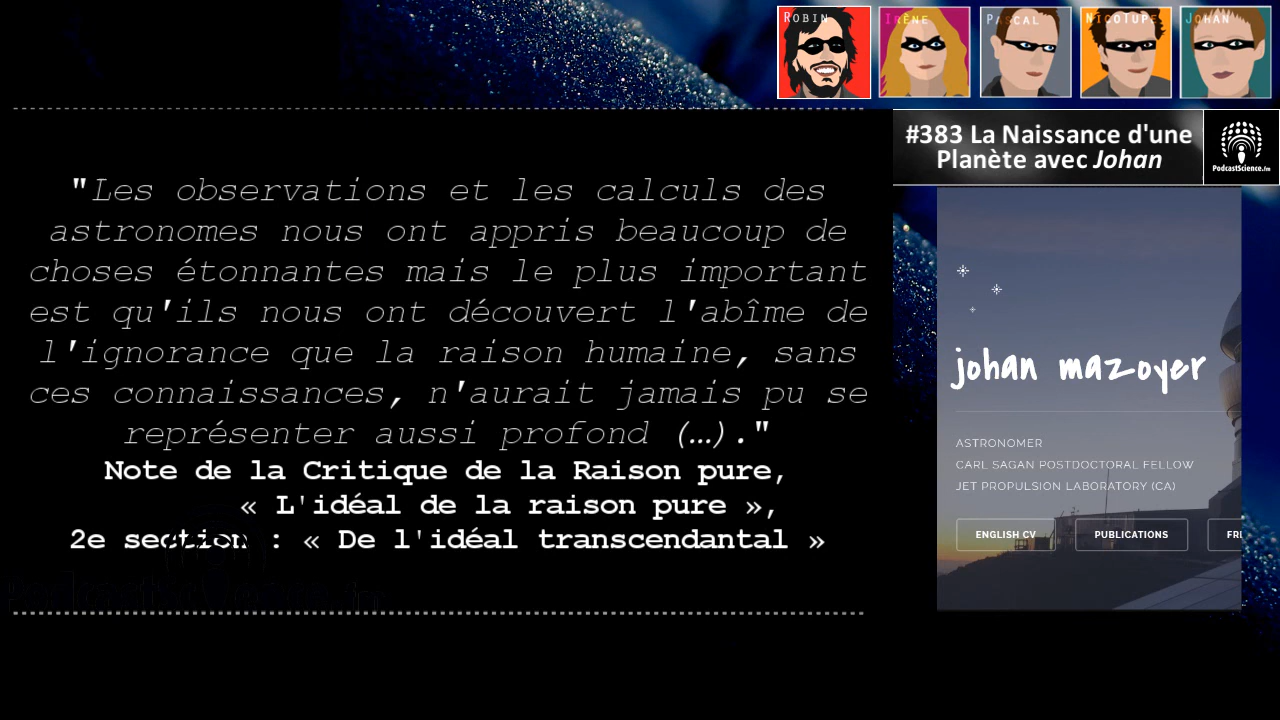 ROBIN
IRÈNE
PASCAL
NICOTUPE
JOHAN
#383 La Naissance d'une
Planète avec Johan
PodcastScience.fm
"Les observations et les calculs des
astronomes nous ont appris beaucoup de
choses étonnantes mais le plus important
est qu'ils nous ont découvert l'abîme de
l'ignorance que la raison humaine, sans
ces connaissances, n'aurait jamais pu se
représenter aussi profond (…)."
Note de la Critique de la Raison pure,
« L'idéal de la raison pure »,
2e section : « De l'idéal transcendantal »
johan mazoyer
ASTRONOMER
CARL SAGAN POSTDOCTORAL FELLOW
JET PROPULSION LABORATORY (CA)
ENGLISH CV
PUBLICATIONS